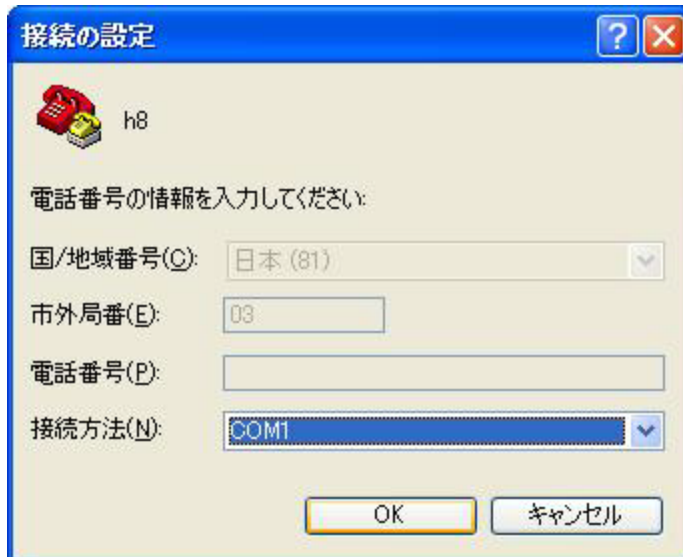 接続の設定
h8
電話番号の情報を入力してください:
国/地域番号(C): 日本 (81)
市外局番(E): 03
電話番号(P):
接続方法(N): COM1
OK キャンセル